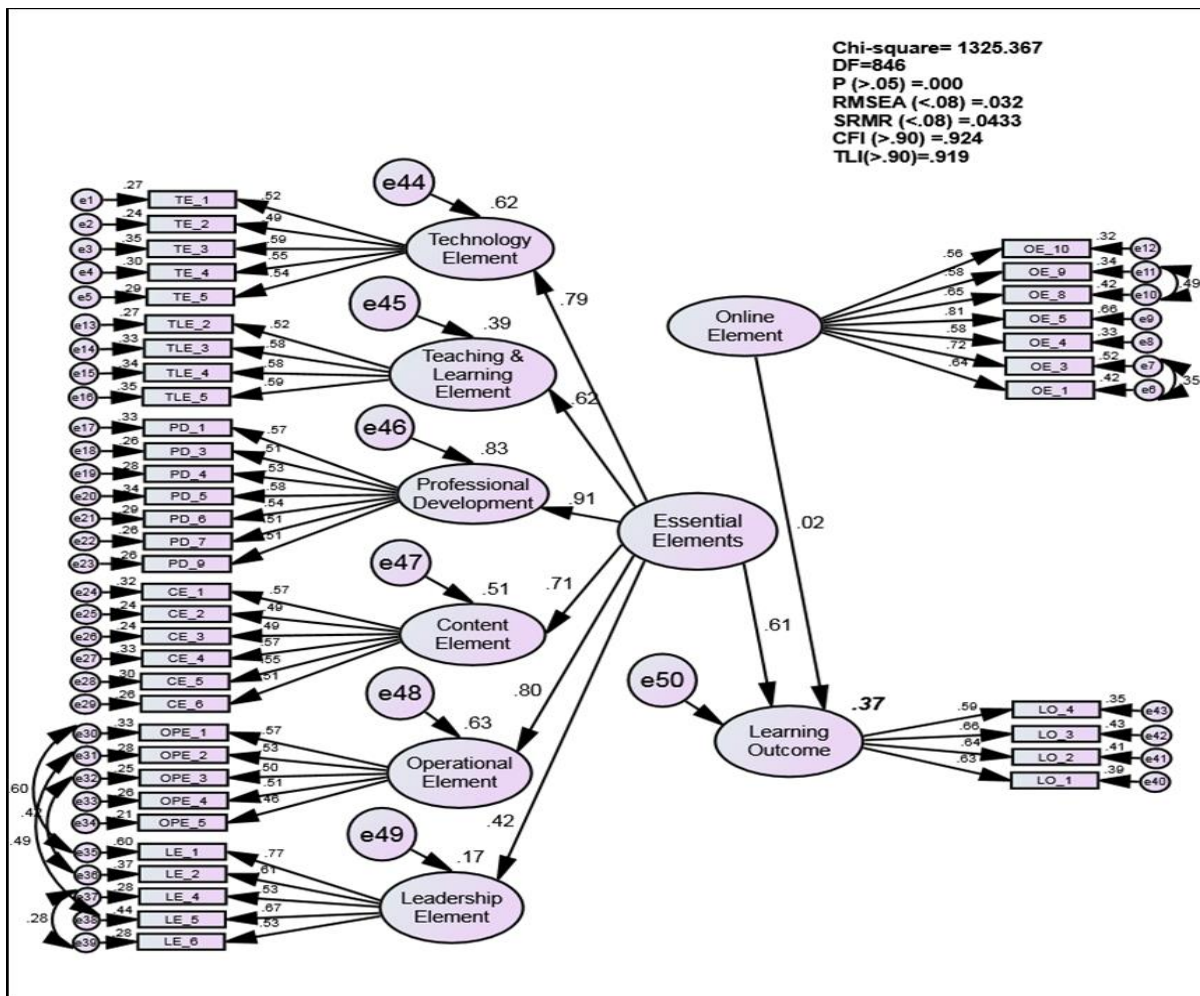 Chi-square= 1325.367
DF=846
P (>.05) =.000
RMSEA (<.08) =.032
SRMR (<.08) =.0433
CFI (>.90) =.924
TLI(>.90)=.919
e44
.62
Technology
Element
.79
e1 .27 TE_1 .52
e2 .24 TE_2 .49
e3 .35 TE_3 .59
e4 .30 TE_4 .55
e5 .29 TE_5 .54
e45
.39
Teaching &
Learning
Element
.62
e13 .27 TLE_2 .52
e14 .33 TLE_3 .58
e15 .34 TLE_4 .58
e16 .35 TLE_5 .59
e46
.83
Professional
Development
.91
e17 .33 PD_1 .57
e18 .26 PD_3 .51
e19 .28 PD_4 .53
e20 .34 PD_5 .58
e21 .29 PD_6 .54
e22 .26 PD_7 .51
e23 .26 PD_9 .51
e47
.51
Content
Element
.71
e24 .32 CE_1 .57
e25 .24 CE_2 .49
e26 .24 CE_3 .49
e27 .33 CE_4 .57
e28 .30 CE_5 .55
e29 .26 CE_6 .51
e48
.63
Operational
Element
.80
e30 .33 OPE_1 .57
e31 .28 OPE_2 .53
e32 .25 OPE_3 .50
e33 .26 OPE_4 .51
e34 .21 OPE_5 .46
e49
.17
Leadership
Element
.42
e35 .60 LE_1 .77
e36 .37 LE_2 .61
e37 .28 LE_4 .53
e38 .44 LE_5 .67
e39 .28 LE_6 .53
.60
.49
.28
Essential
Elements
.61
Online
Element
.02
.56 OE_10 .32 e12
.58 OE_9 .34 e11
.65 OE_8 .42 e10
.81 OE_5 .66 e9
.58 OE_4 .33 e8
.72 OE_3 .52 e7
.64 OE_1 .42 e6
.49
.35
e50
.37
Learning
Outcome
.59 LO_4 .35 e43
.66 LO_3 .43 e42
.64 LO_2 .41 e41
.63 LO_1 .39 e40